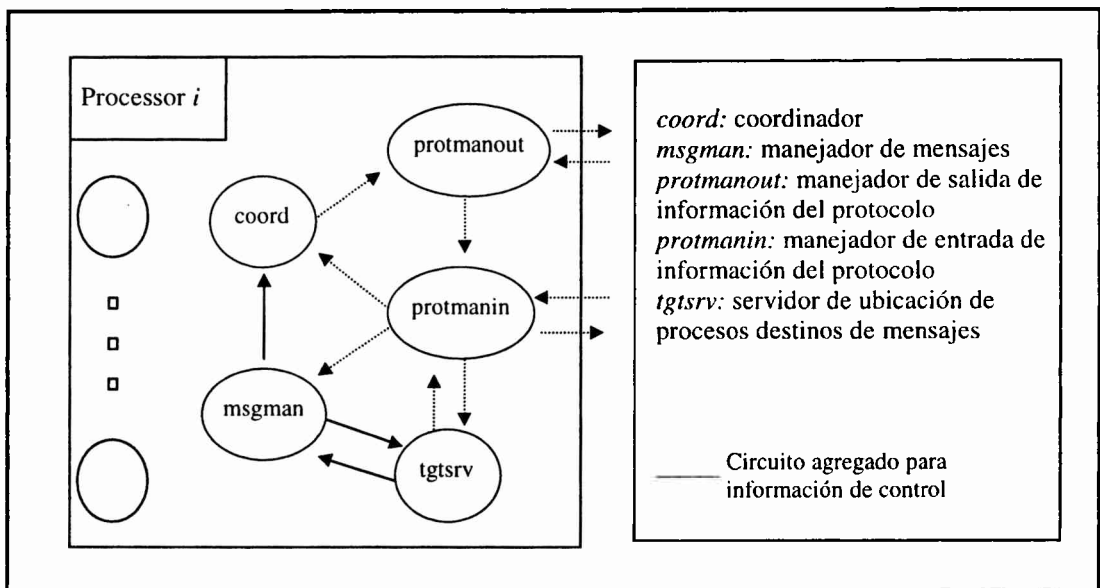 Processor i
protmanout
coord
protmanin
msgman
tgtsrv
coord: coordinador
msgman: manejador de mensajes
protmanout: manejador de salida de
información del protocolo
protmanin: manejador de entrada de
información del protocolo
tgtsrv: servidor de ubicación de
procesos destinos de mensajes
Circuito agregado para
información de control